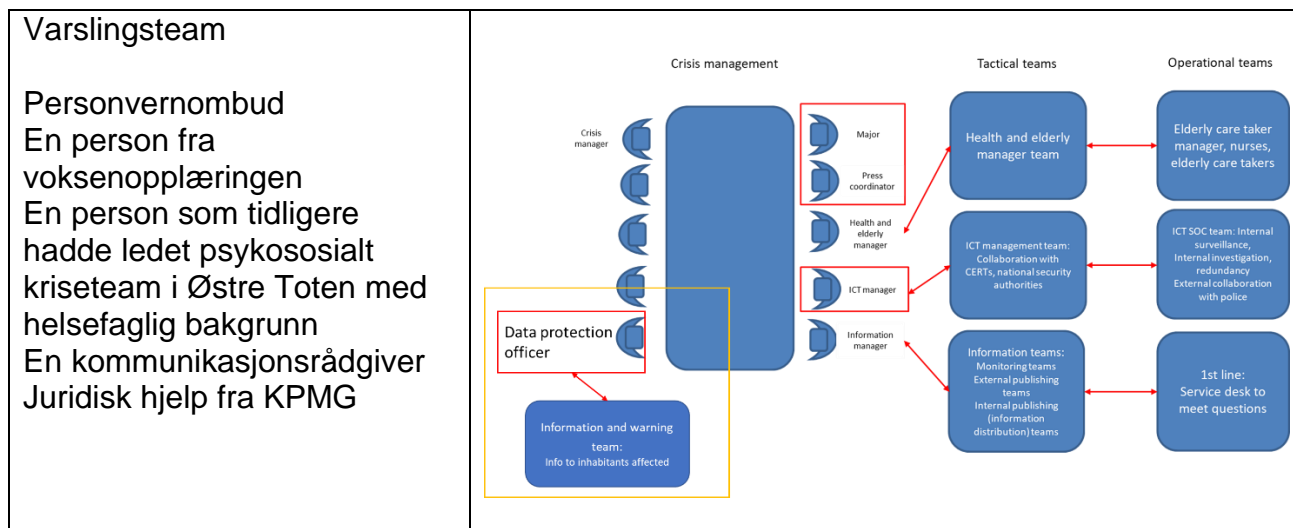 Varslingsteam
Personvernombud
En person fra
voksenopplæringen
En person som tidligere
hadde ledet psykososialt
kriseteam i Østre Toten med
helsefaglig bakgrunn
En kommunikasjonsrådgiver
Juridisk hjelp fra KPMG
Crisis management
Tactical teams
Operational teams
Crisis
manager
Major
Press
coordinator
Health and
elderly
manager
ICT manager
Information
manager
Data protection
officer
Information and warning
team:
Info to inhabitants affected
Health and elderly
manager team
Elderly care taker
manager, nurses,
elderly care takers
ICT management team:
Collaboration with
CERTs, national security
authorities
ICT SOC team: Internal
surveillance,
Internal investigation,
redundancy
External collaboration
with police
Information teams:
Monitoring teams
External publishing
teams
Internal publishing
(information
distribution) teams
1st line:
Service desk to
meet questions